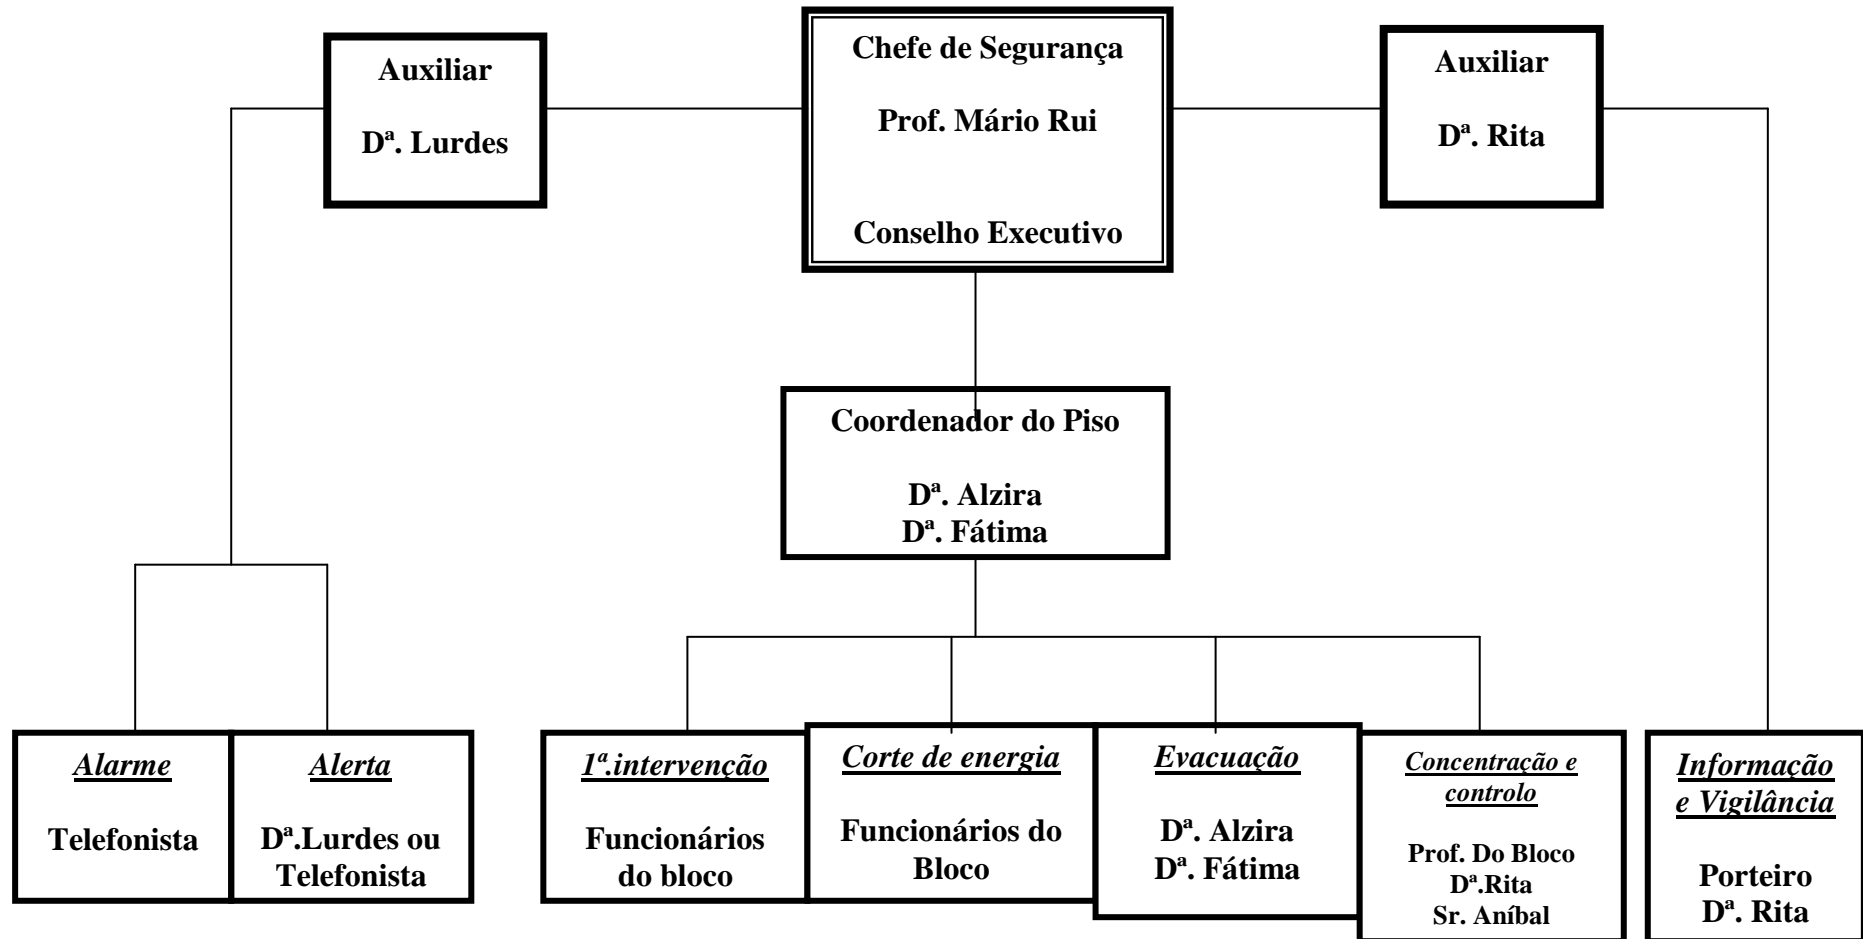 Chefe de Segurança
Prof. Mário Rui
Conselho Executivo
Auxiliar
Dª. Lurdes
Auxiliar
Dª. Rita
Coordenador do Piso
Dª. Alzira
Dª. Fátima
Alarme
Telefonista
Alerta
Dª.Lurdes ou
Telefonista
1ª.intervenção
Funcionários
do bloco
Corte de energia
Funcionários do
Bloco
Evacuação
Dª. Alzira
Dª. Fátima
Concentração e
controlo
Prof. Do Bloco
Dª.Rita
Sr. Aníbal
Informação
e Vigilância
Porteiro
Dª. Rita